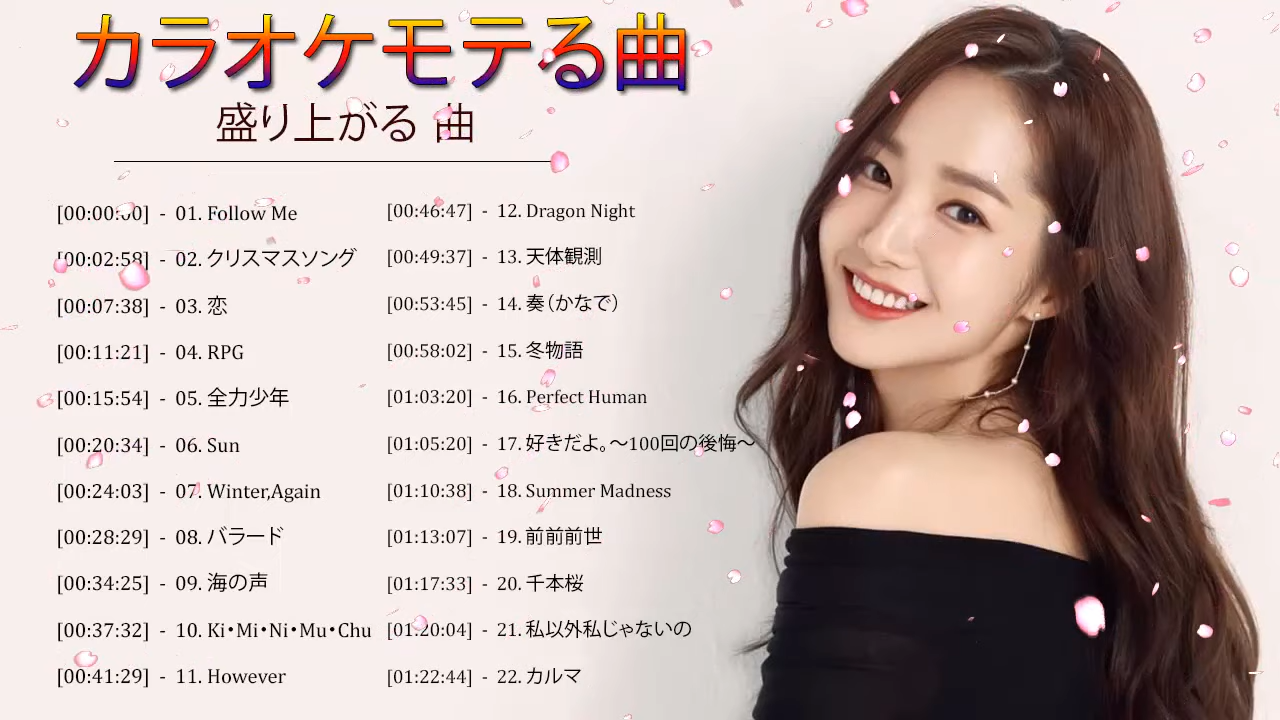 カラオケモテる曲
盛り上がる 曲
[00:00:00] - 01. Follow Me
[00:02:58] - 02. クリスマスソング
[00:07:38] - 03. 恋
[00:11:21] - 04. RPG
[00:15:54] - 05. 全力少年
[00:20:34] - 06. Sun
[00:24:03] - 07. Winter,Again
[00:28:29] - 08. バラード
[00:34:25] - 09. 海の声
[00:37:32] - 10. Ki•Mi•Ni•Mu•Chu
[00:41:29] - 11. However
[00:46:47] - 12. Dragon Night
[00:49:37] - 13. 天体観測
[00:53:45] - 14. 奏（かなで）
[00:58:02] - 15. 冬物語
[01:03:20] - 16. Perfect Human
[01:05:20] - 17. 好きだよ。〜100回の後悔〜
[01:10:38] - 18. Summer Madness
[01:13:07] - 19. 前前前世
[01:17:33] - 20. 千本桜
[01:20:04] - 21. 私以外私じゃないの
[01:22:44] - 22. カルマ